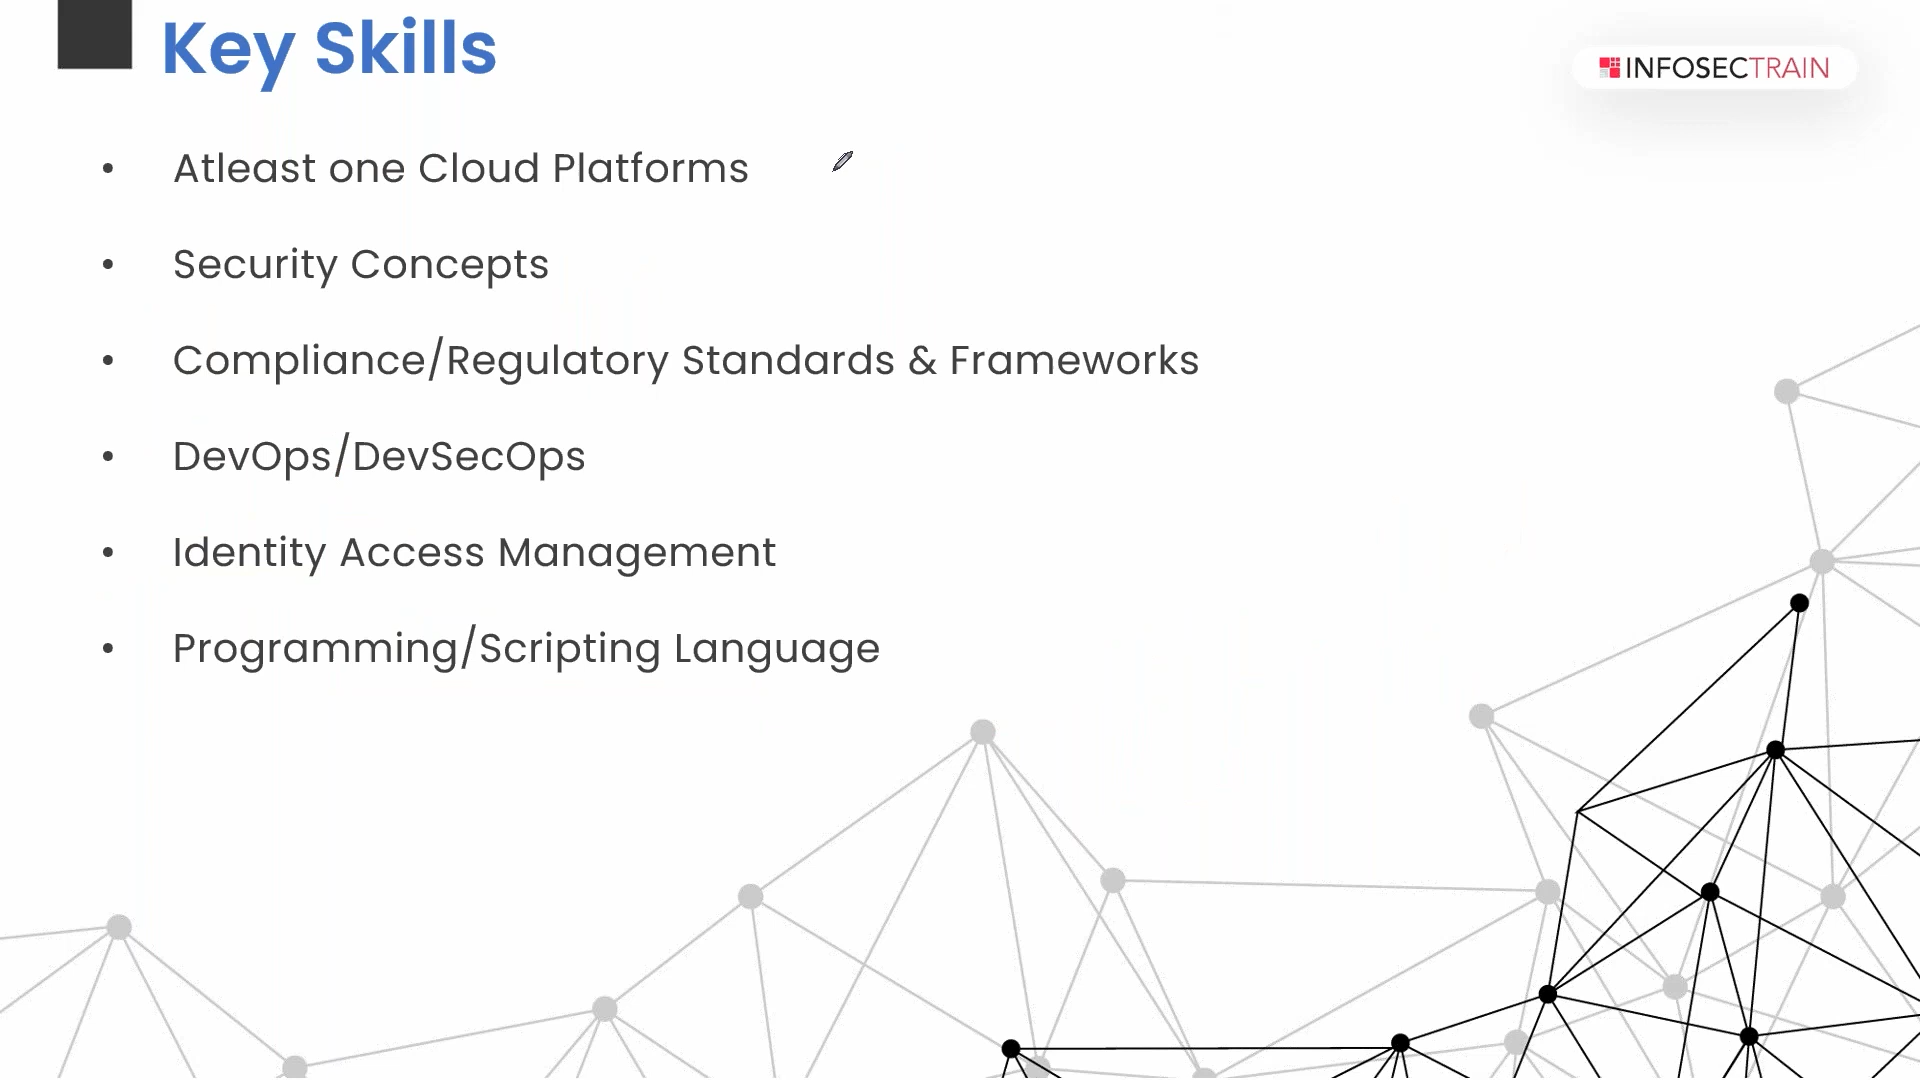 Key Skills
INFOSECTRAIN
• Atleast one Cloud Platforms
• Security Concepts
• Compliance/Regulatory Standards & Frameworks
• DevOps/DevSecOps
• Identity Access Management
• Programming/Scripting Language